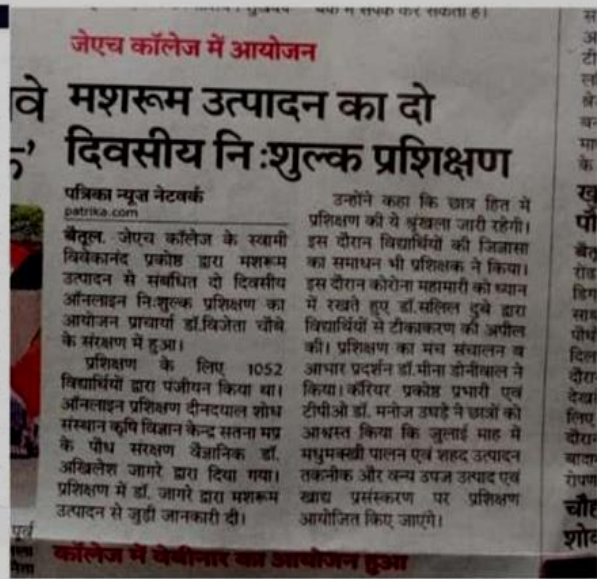 जेएच कॉलेज में आयोजन
मशरूम उत्पादन का दो
दिवसीय नि:शुल्क प्रशिक्षण
पत्रिका न्यूज नेटवर्क
patrika.com
बैतूल. जेएच कॉलेज के स्वामी
विवेकानंद प्रकोष्ठ द्वारा मशरूम
उत्पादन से संबधित दो दिवसीय
ऑनलाइन नि:शुल्क प्रशिक्षण का
आयोजन प्राचार्या डॉ.विजेता चौबे
के संरक्षण में हुआ।
प्रशिक्षण के लिए 1052
विद्यार्थियों द्वारा पंजीयन किया था।
ऑनलाइन प्रशिक्षण दीनदयाल शोध
संस्थान कृषि विज्ञान केन्द्र सतना मप्र
के पौध संरक्षण वैज्ञानिक डॉ.
अखिलेश जागरे द्वारा दिया गया।
प्रशिक्षण में डॉ. जागरे द्वारा मशरूम
उत्पादन से जुड़ी जानकारी दी।
उन्होंने कहा कि छात्र हित में
प्रशिक्षण की ये श्रृंखला जारी रहेगी।
इस दौरान विद्यार्थियों की जिज्ञासा
का समाधन भी प्रशिक्षक ने किया।
इस दौरान कोरोना महामारी को ध्यान
में रखते हुए डॉ.सलिल दुबे द्वारा
विद्यार्थियों से टीकाकरण की अपील
की। प्रशिक्षण का मंच संचालन व
आभार प्रदर्शन डॉ.मीना डोनीवाल ने
किया। कॅरियर प्रकोष्ठ प्रभारी एवं
टीपीओ डॉ. मनोज उघड़े ने छात्रों को
आश्वस्त किया कि जुलाई माह में
मधुमक्खी पालन एवं शहद उत्पादन
तकनीक और वन्य उपज उत्पाद एवं
खाद्य प्रसंस्करण पर प्रशिक्षण
आयोजित किए जाएंगे।
कॉलेज में वेबीनार का आयोजन हुआ